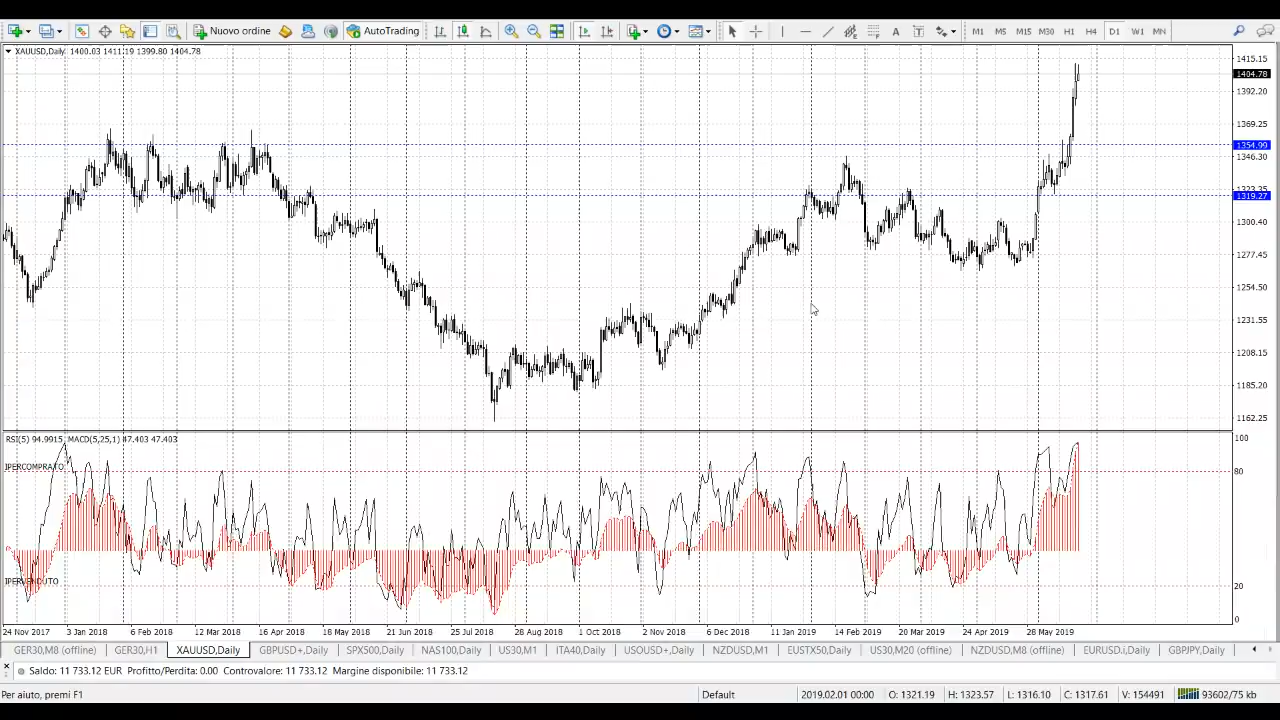 Nuovo ordine AutoTrading A T M1 M5 M15 M30 H1 H4 D1 W1 MN
XAUUSD,Daily 1400.03 1411.19 1399.80 1404.78
1415.15
1404.78
1392.20
1369.25
1354.99
1346.30
1323.35
1319.27
1300.40
1277.45
1254.50
1231.55
1208.15
1185.20
1162.25
RSI(5) 94.9915 MACD(5,25,1) 47.403 47.403
100
IPERCOMPRATO
80
IPERVENDUTO
20
0
24 Nov 2017 3 Jan 2018 6 Feb 2018 12 Mar 2018 16 Apr 2018 18 May 2018 21 Jun 2018 25 Jul 2018 28 Aug 2018 1 Oct 2018 2 Nov 2018 6 Dec 2018 11 Jan 2019 14 Feb 2019 20 Mar 2019 24 Apr 2019 28 May 2019
GER30,M8 (offline) GER30,H1 XAUUSD,Daily GBPUSD+,Daily SPX500,Daily NAS100,Daily US30,M1 ITA40,Daily USOUSD+,Daily NZDUSD,M1 EUSTX50,Daily US30,M20 (offline) NZDUSD,M8 (offline) EURUSD.i,Daily GBPJPY,Daily
Saldo: 11 733.12 EUR Profitto/Perdita: 0.00 Controvalore: 11 733.12 Margine disponibile: 11 733.12
Per aiuto, premi F1 Default 2019.02.01 00:00 O: 1321.19 H: 1323.57 L: 1316.10 C: 1317.61 V: 154491 93602/75 kb